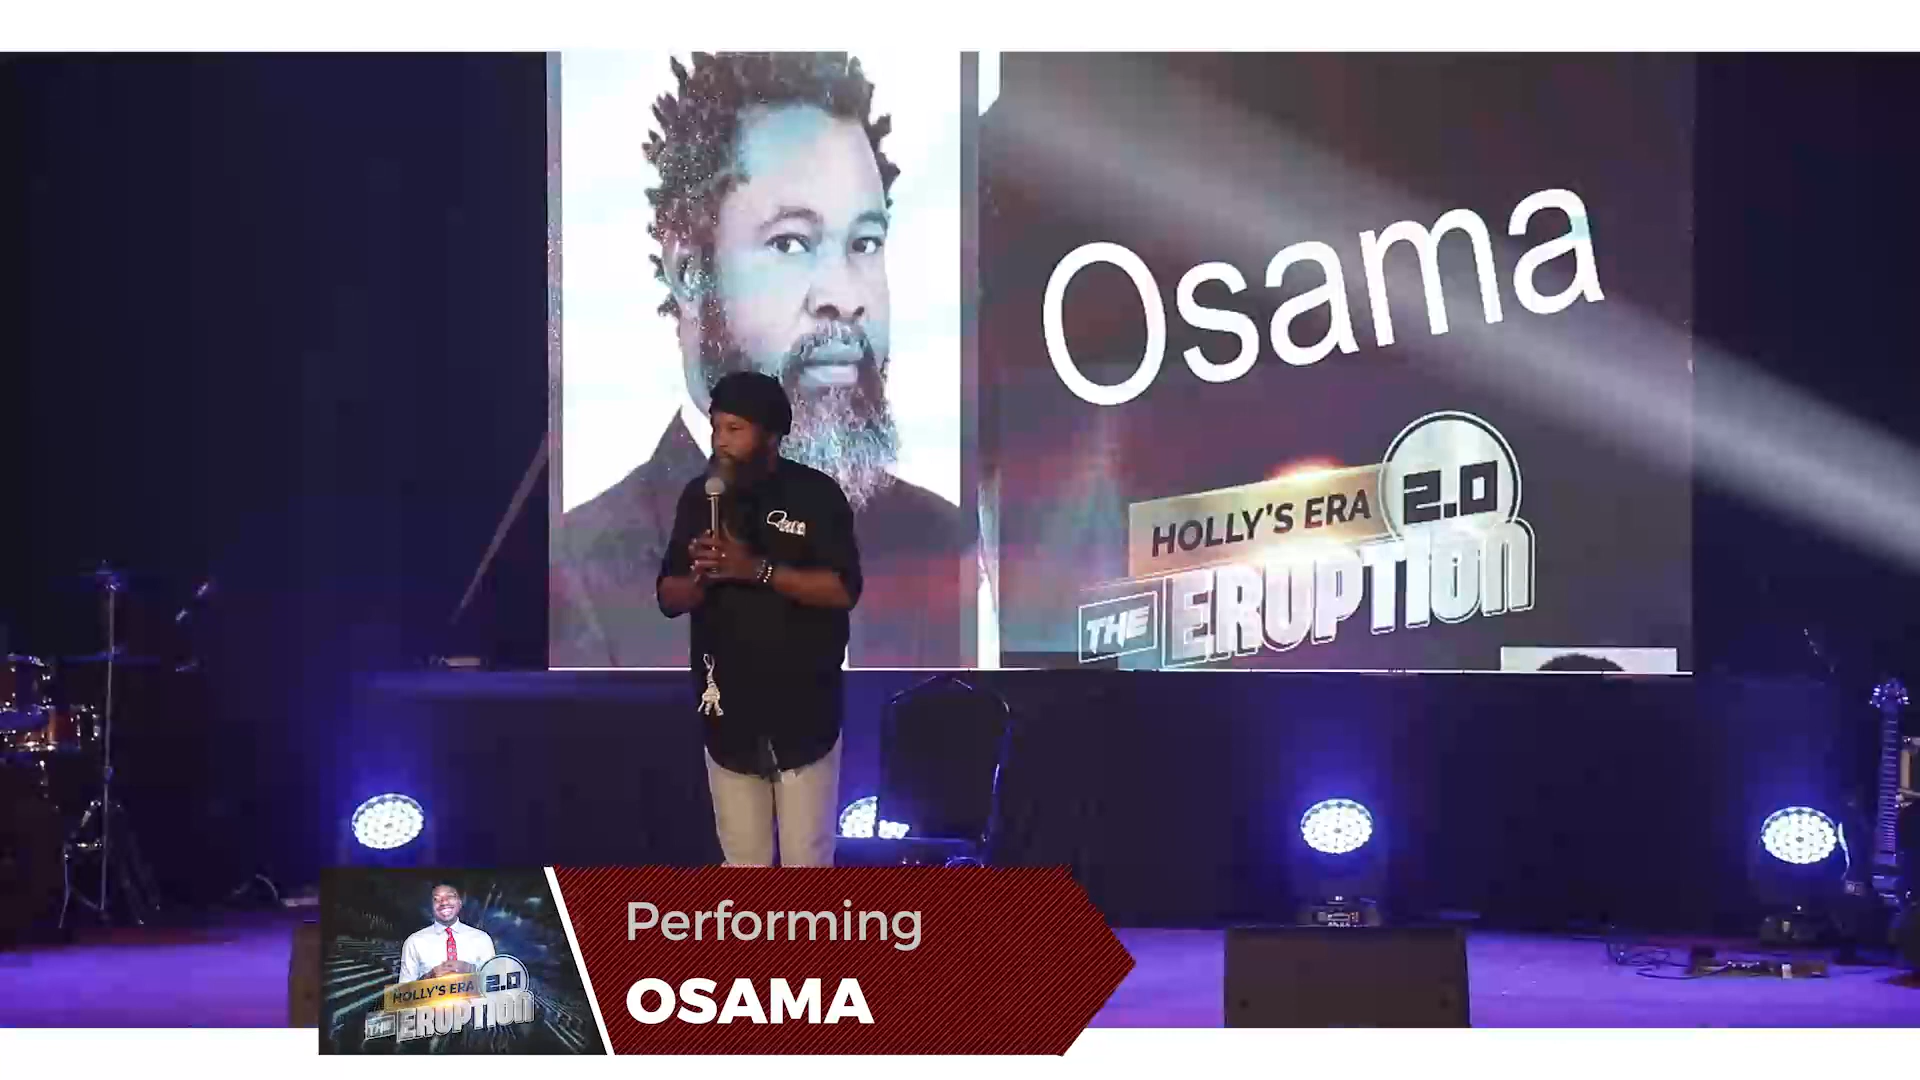 Osama
HOLLY'S ERA 2.0
THE ERUPTION
Performing
OSAMA
HOLLY'S ERA 2.0
THE ERUPTION